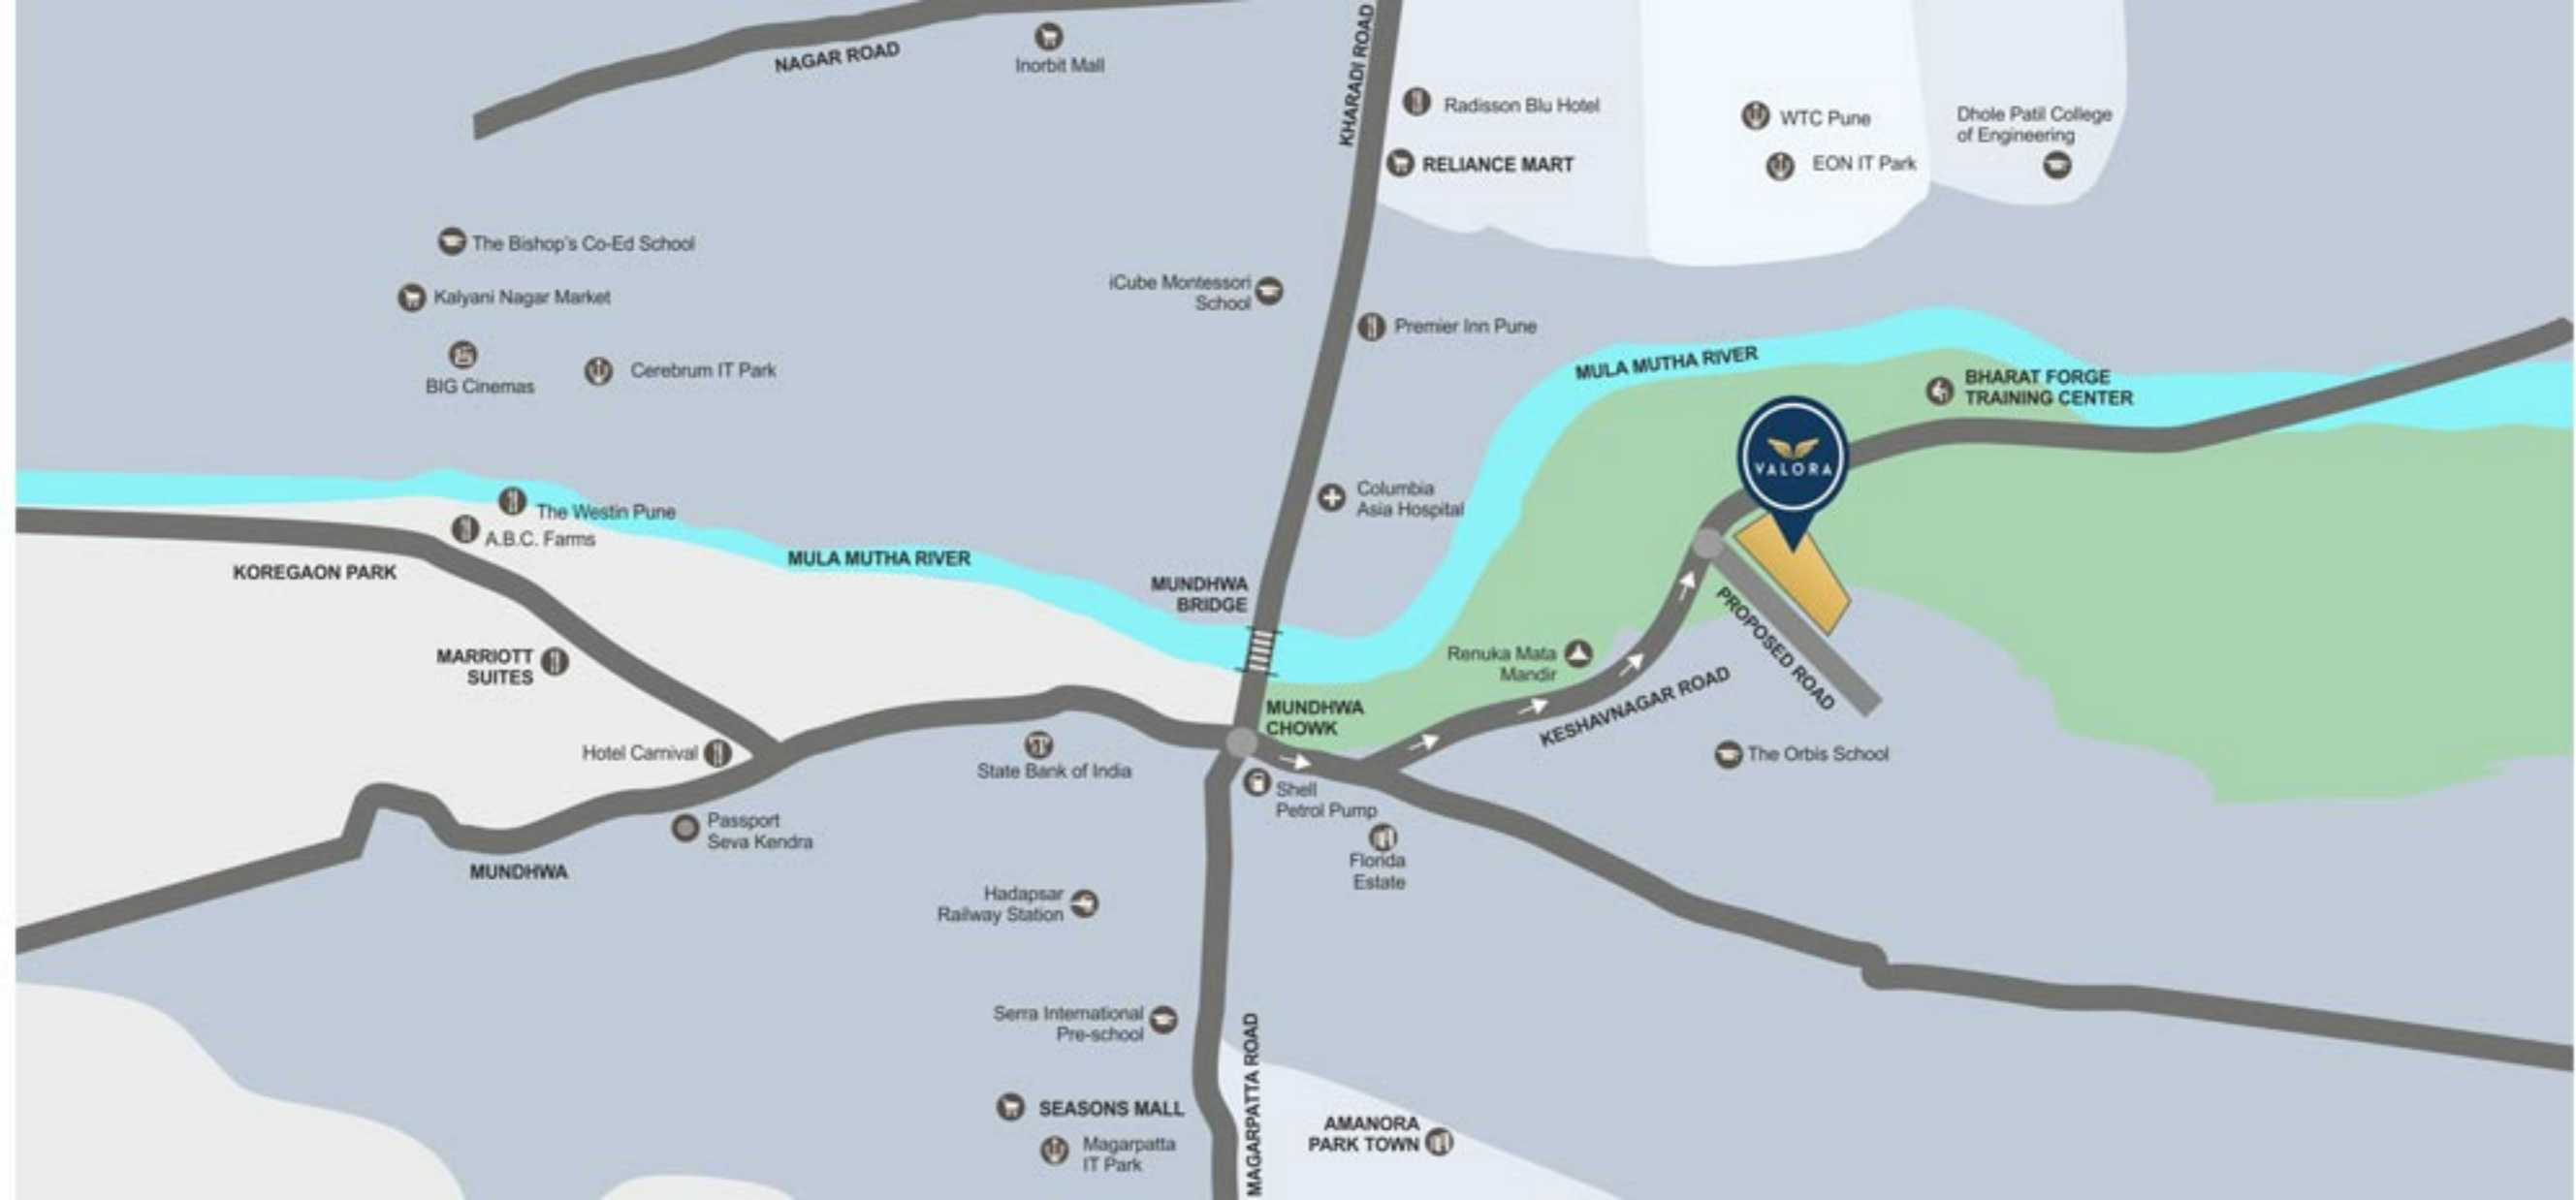 NAGAR ROAD
Inorbit Mall
KHARADI ROAD
Radisson Blu Hotel
RELIANCE MART
WTC Pune
EON IT Park
Dhole Patil College
of Engineering
The Bishop's Co-Ed School
Kalyani Nagar Market
BIG Cinemas
Cerebrum IT Park
iCube Montessori
School
Premier Inn Pune
MULA MUTHA RIVER
BHARAT FORGE
TRAINING CENTER
VALORA
Columbia
Asia Hospital
The Westin Pune
A.B.C. Farms
KOREGAON PARK
MULA MUTHA RIVER
MUNDHWA
BRIDGE
MARRIOTT
SUITES
Renuka Mata
Mandir
PROPOSED ROAD
KESHAVNAGAR ROAD
MUNDHWA
CHOWK
Hotel Carnival
State Bank of India
The Orbis School
Shell
Petrol Pump
Passport
Seva Kendra
MUNDHWA
Florida
Estate
Hadapsar
Railway Station
Serra International
Pre-school
MAGARPATTA ROAD
SEASONS MALL
Magarpatta
IT Park
AMANORA
PARK TOWN